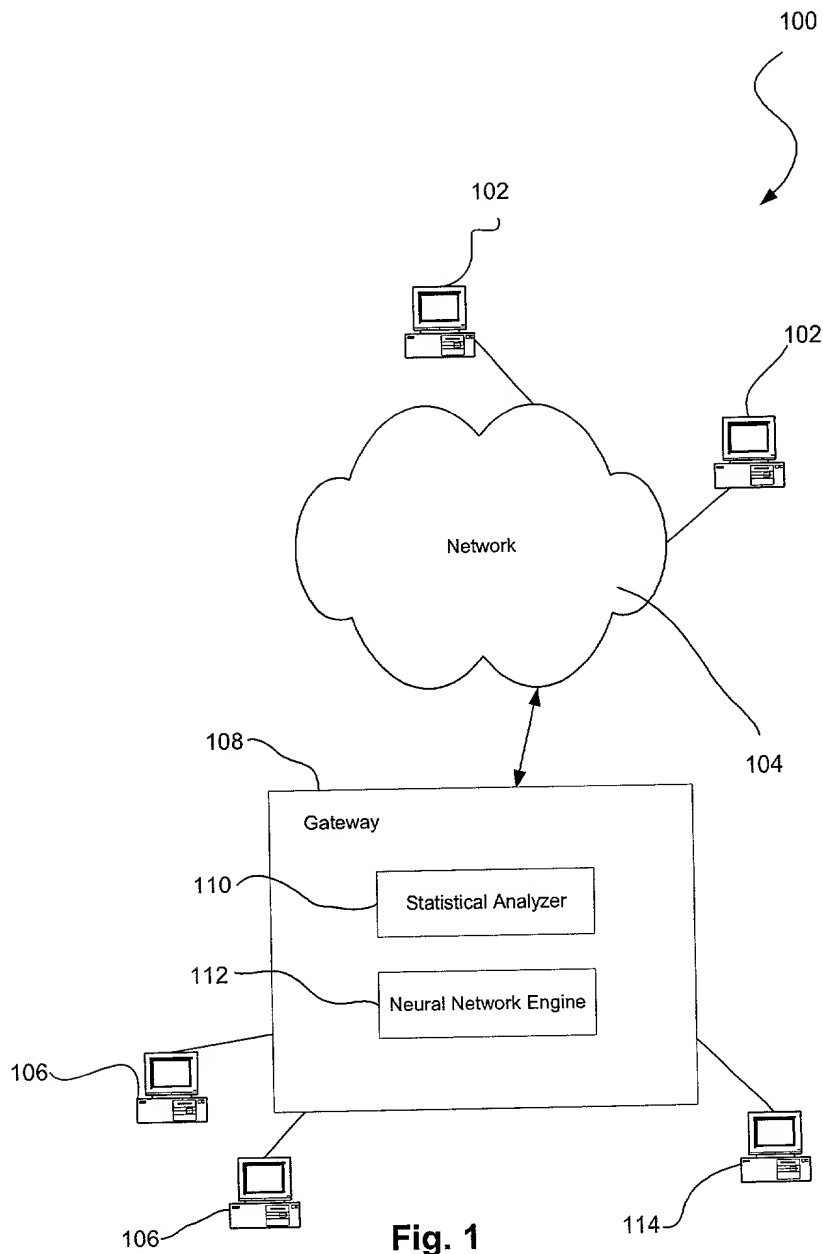 100
102
102
Network
104
108
Gateway
110
Statistical Analyzer
112
Neural Network Engine
106
106
114
Fig. 1